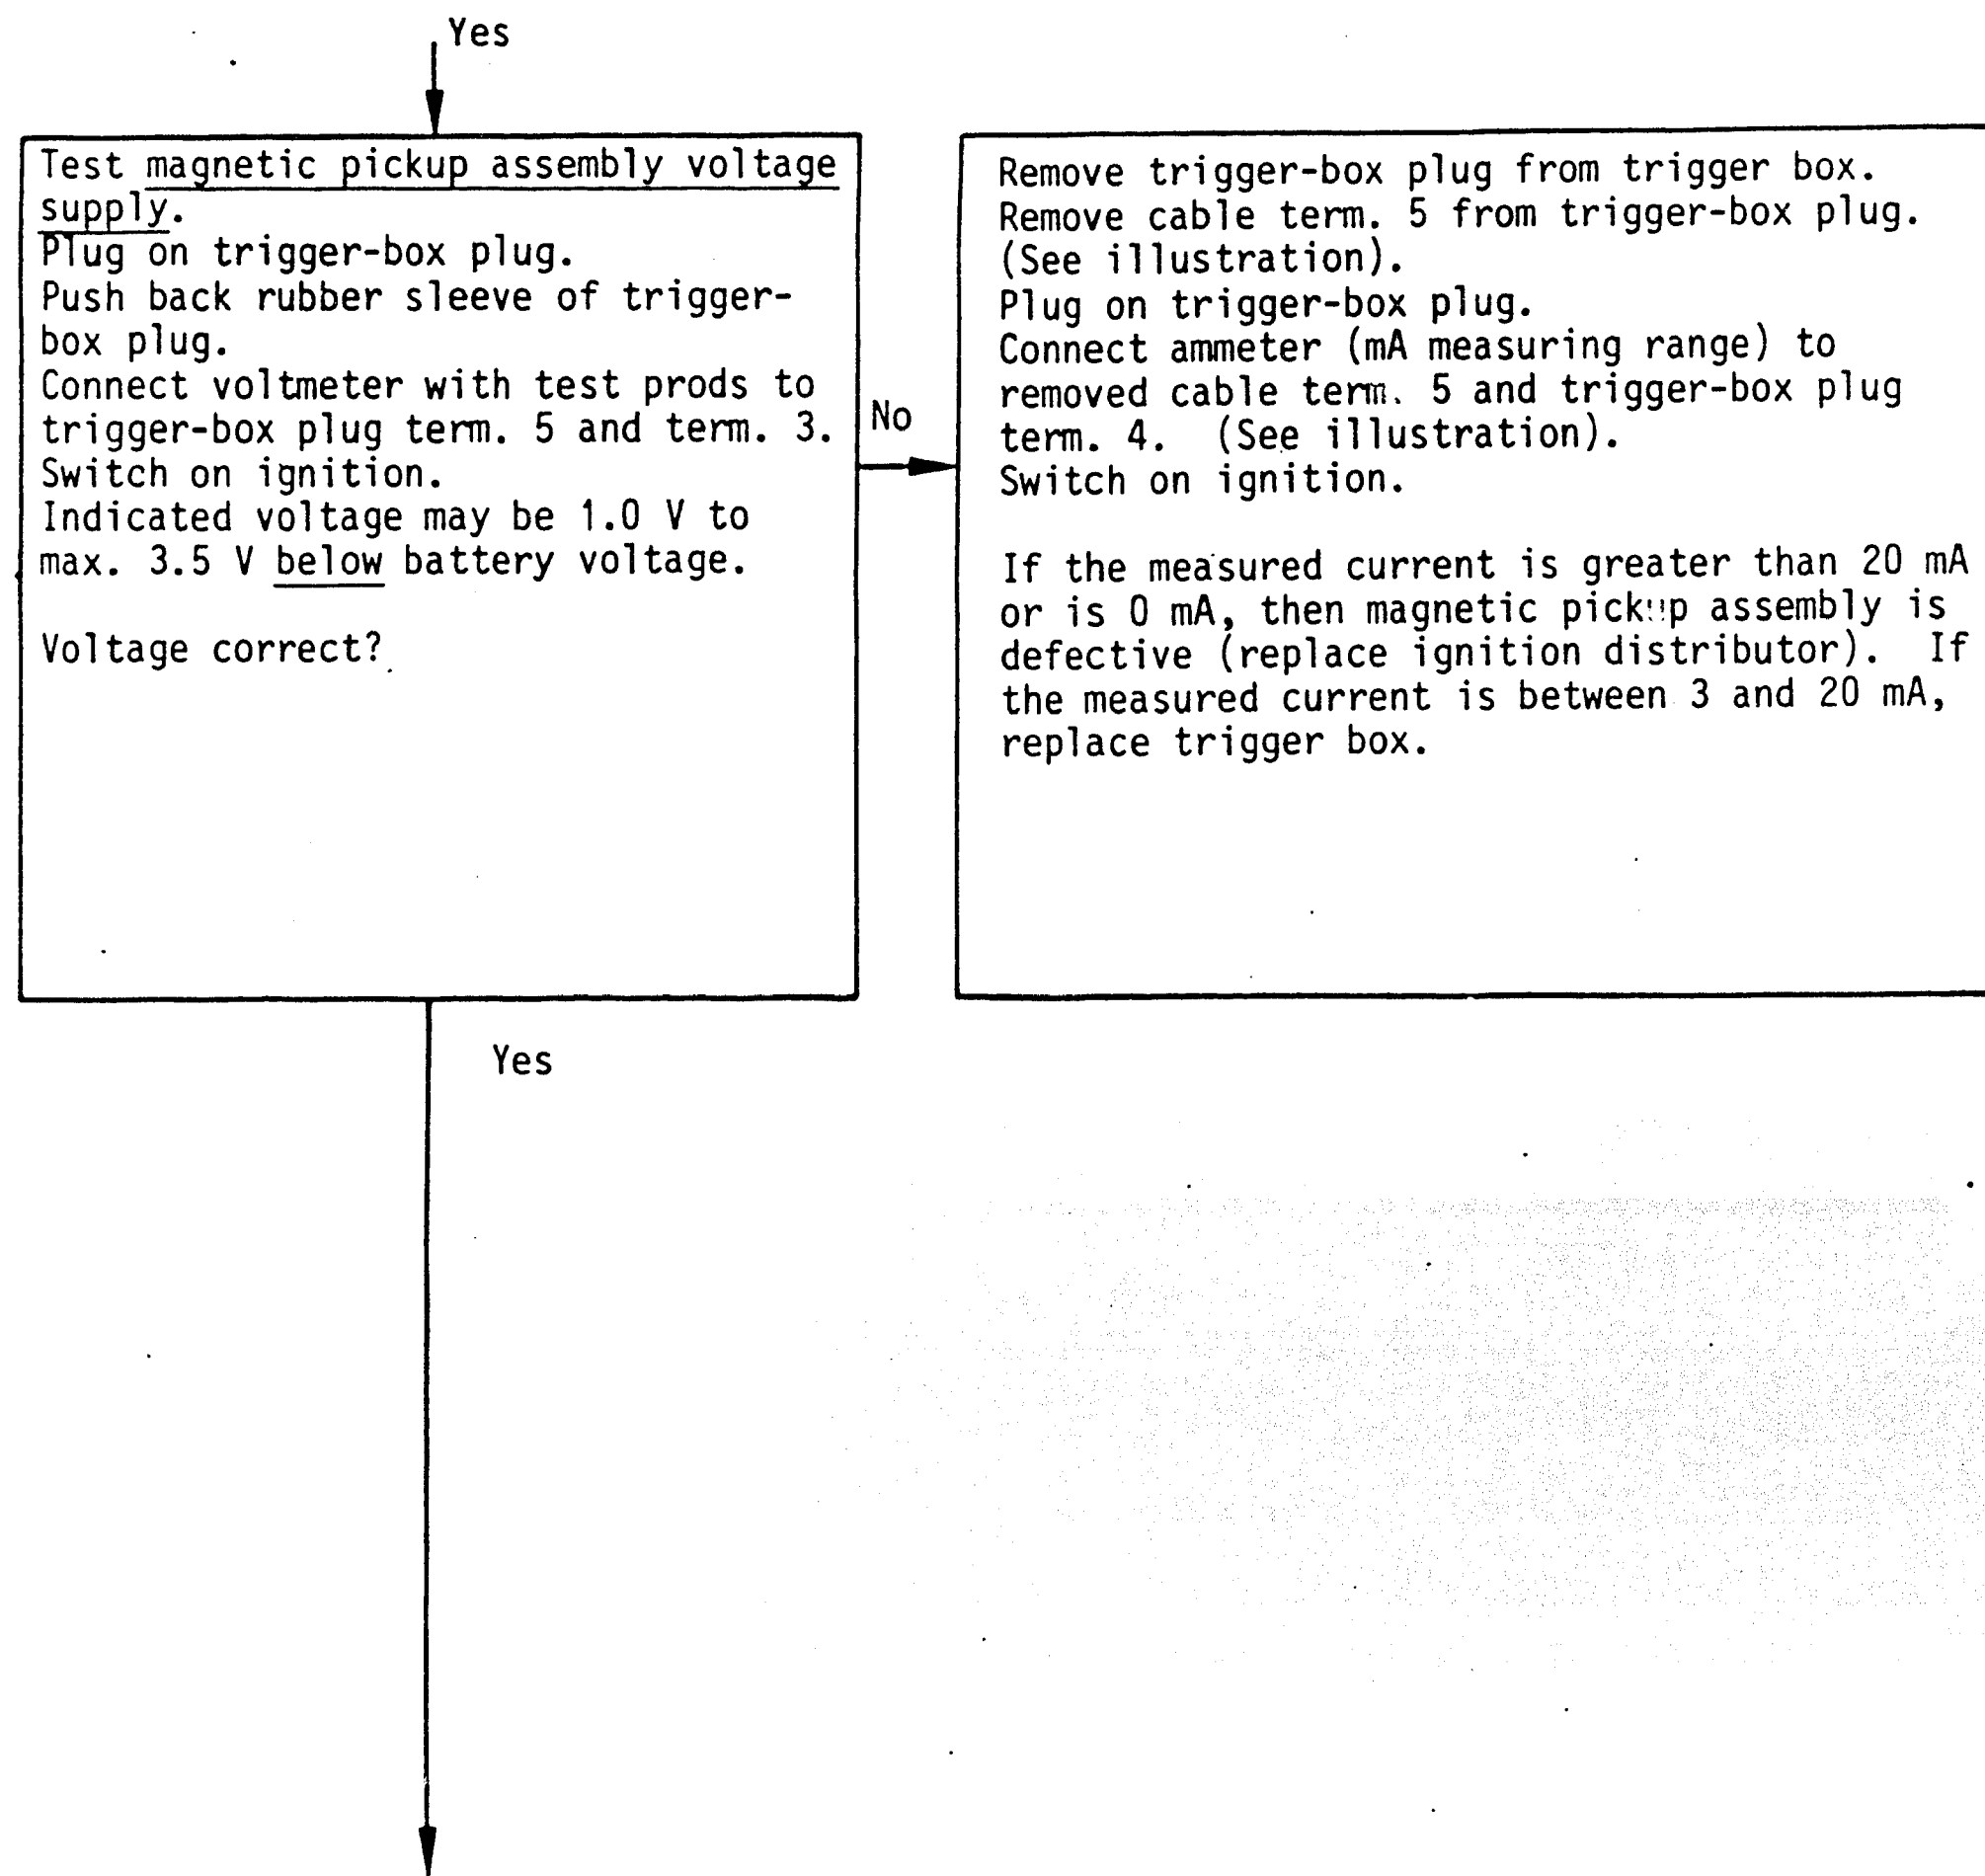 Yes
Test magnetic pickup assembly voltage
supply.
Plug on trigger-box plug.
Push back rubber sleeve of trigger-
box plug.
Connect voltmeter with test prods to
trigger-box plug term. 5 and term. 3.
Switch on ignition.
Indicated voltage may be 1.0 V to
max. 3.5 V below battery voltage.
Voltage correct?
No
Remove trigger-box plug from trigger box.
Remove cable term. 5 from trigger-box plug.
(See illustration).
Plug on trigger-box plug.
Connect ammeter (mA measuring range) to
removed cable term. 5 and trigger-box plug
term. 4. (See illustration).
Switch on ignition.
If the measured current is greater than 20 mA
or is 0 mA, then magnetic pickup assembly is
defective (replace ignition distributor). If
the measured current is between 3 and 20 mA,
replace trigger box.
Yes